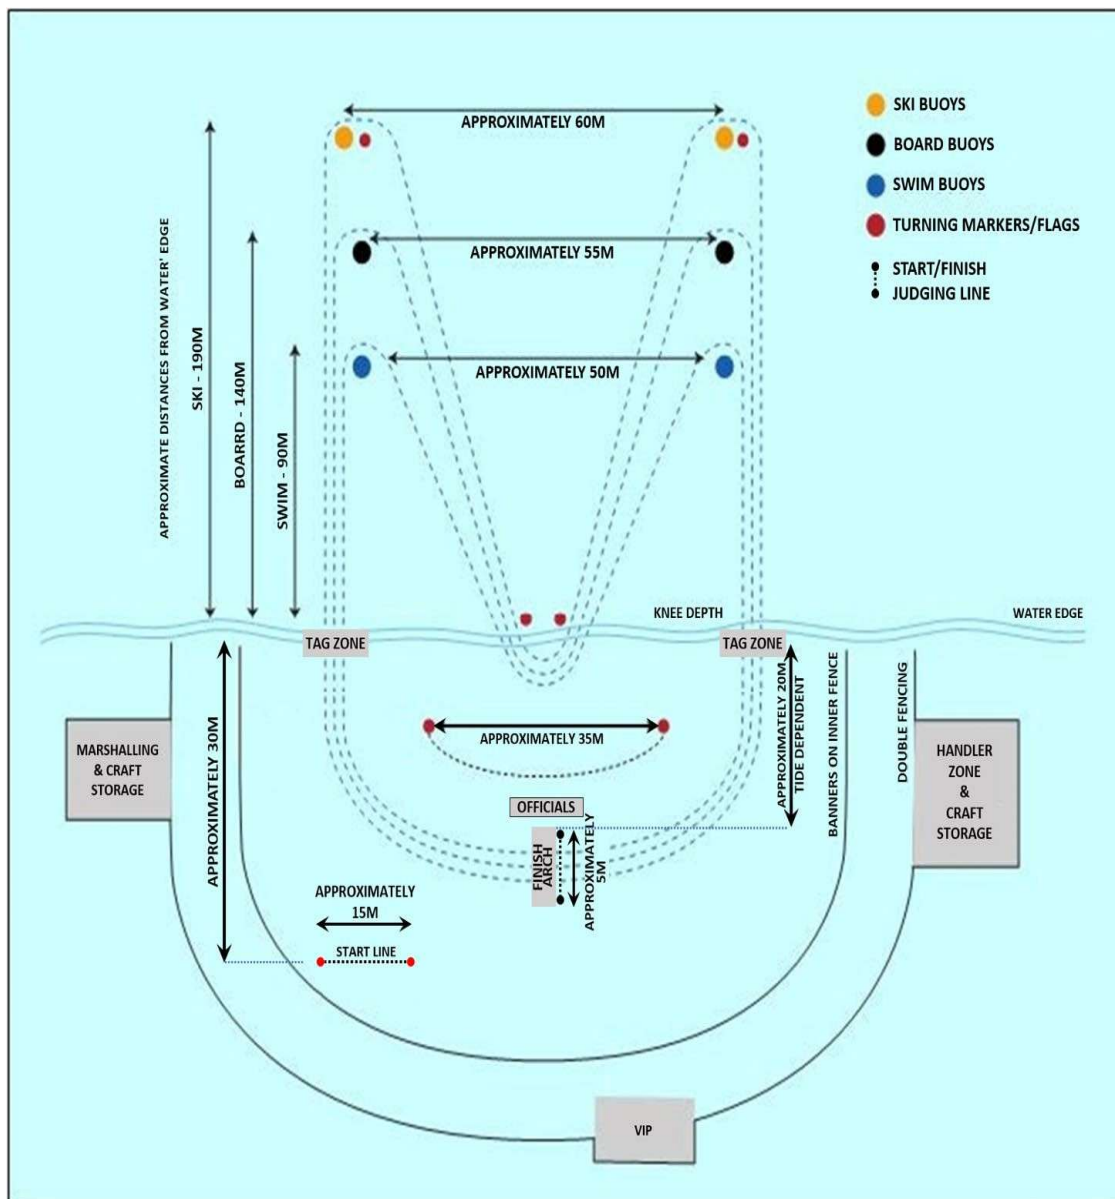 APPROXIMATELY 60M
SKI BUOYS
BOARD BUOYS
SWIM BUOYS
TURNING MARKERS/FLAGS
START/FINISH
JUDGING LINE
APPROXIMATELY 55M
APPROXIMATELY 50M
APPROXIMATE DISTANCES FROM WATER' EDGE
SKI - 190M
BOARRD - 140M
SWIM - 90M
KNEE DEPTH
WATER EDGE
TAG ZONE
TAG ZONE
MARSHALLING
& CRAFT
STORAGE
APPROXIMATELY 30M
APPROXIMATELY 35M
APPROXIMATELY 20M
TIDE DEPENDENT
BANNERS ON INNER FENCE
DOUBLE FENCING
HANDLER
ZONE
&
CRAFT
STORAGE
OFFICIALS
FINISH
ARCH
APPROXIMATELY
5M
APPROXIMATELY
15M
START LINE
VIP